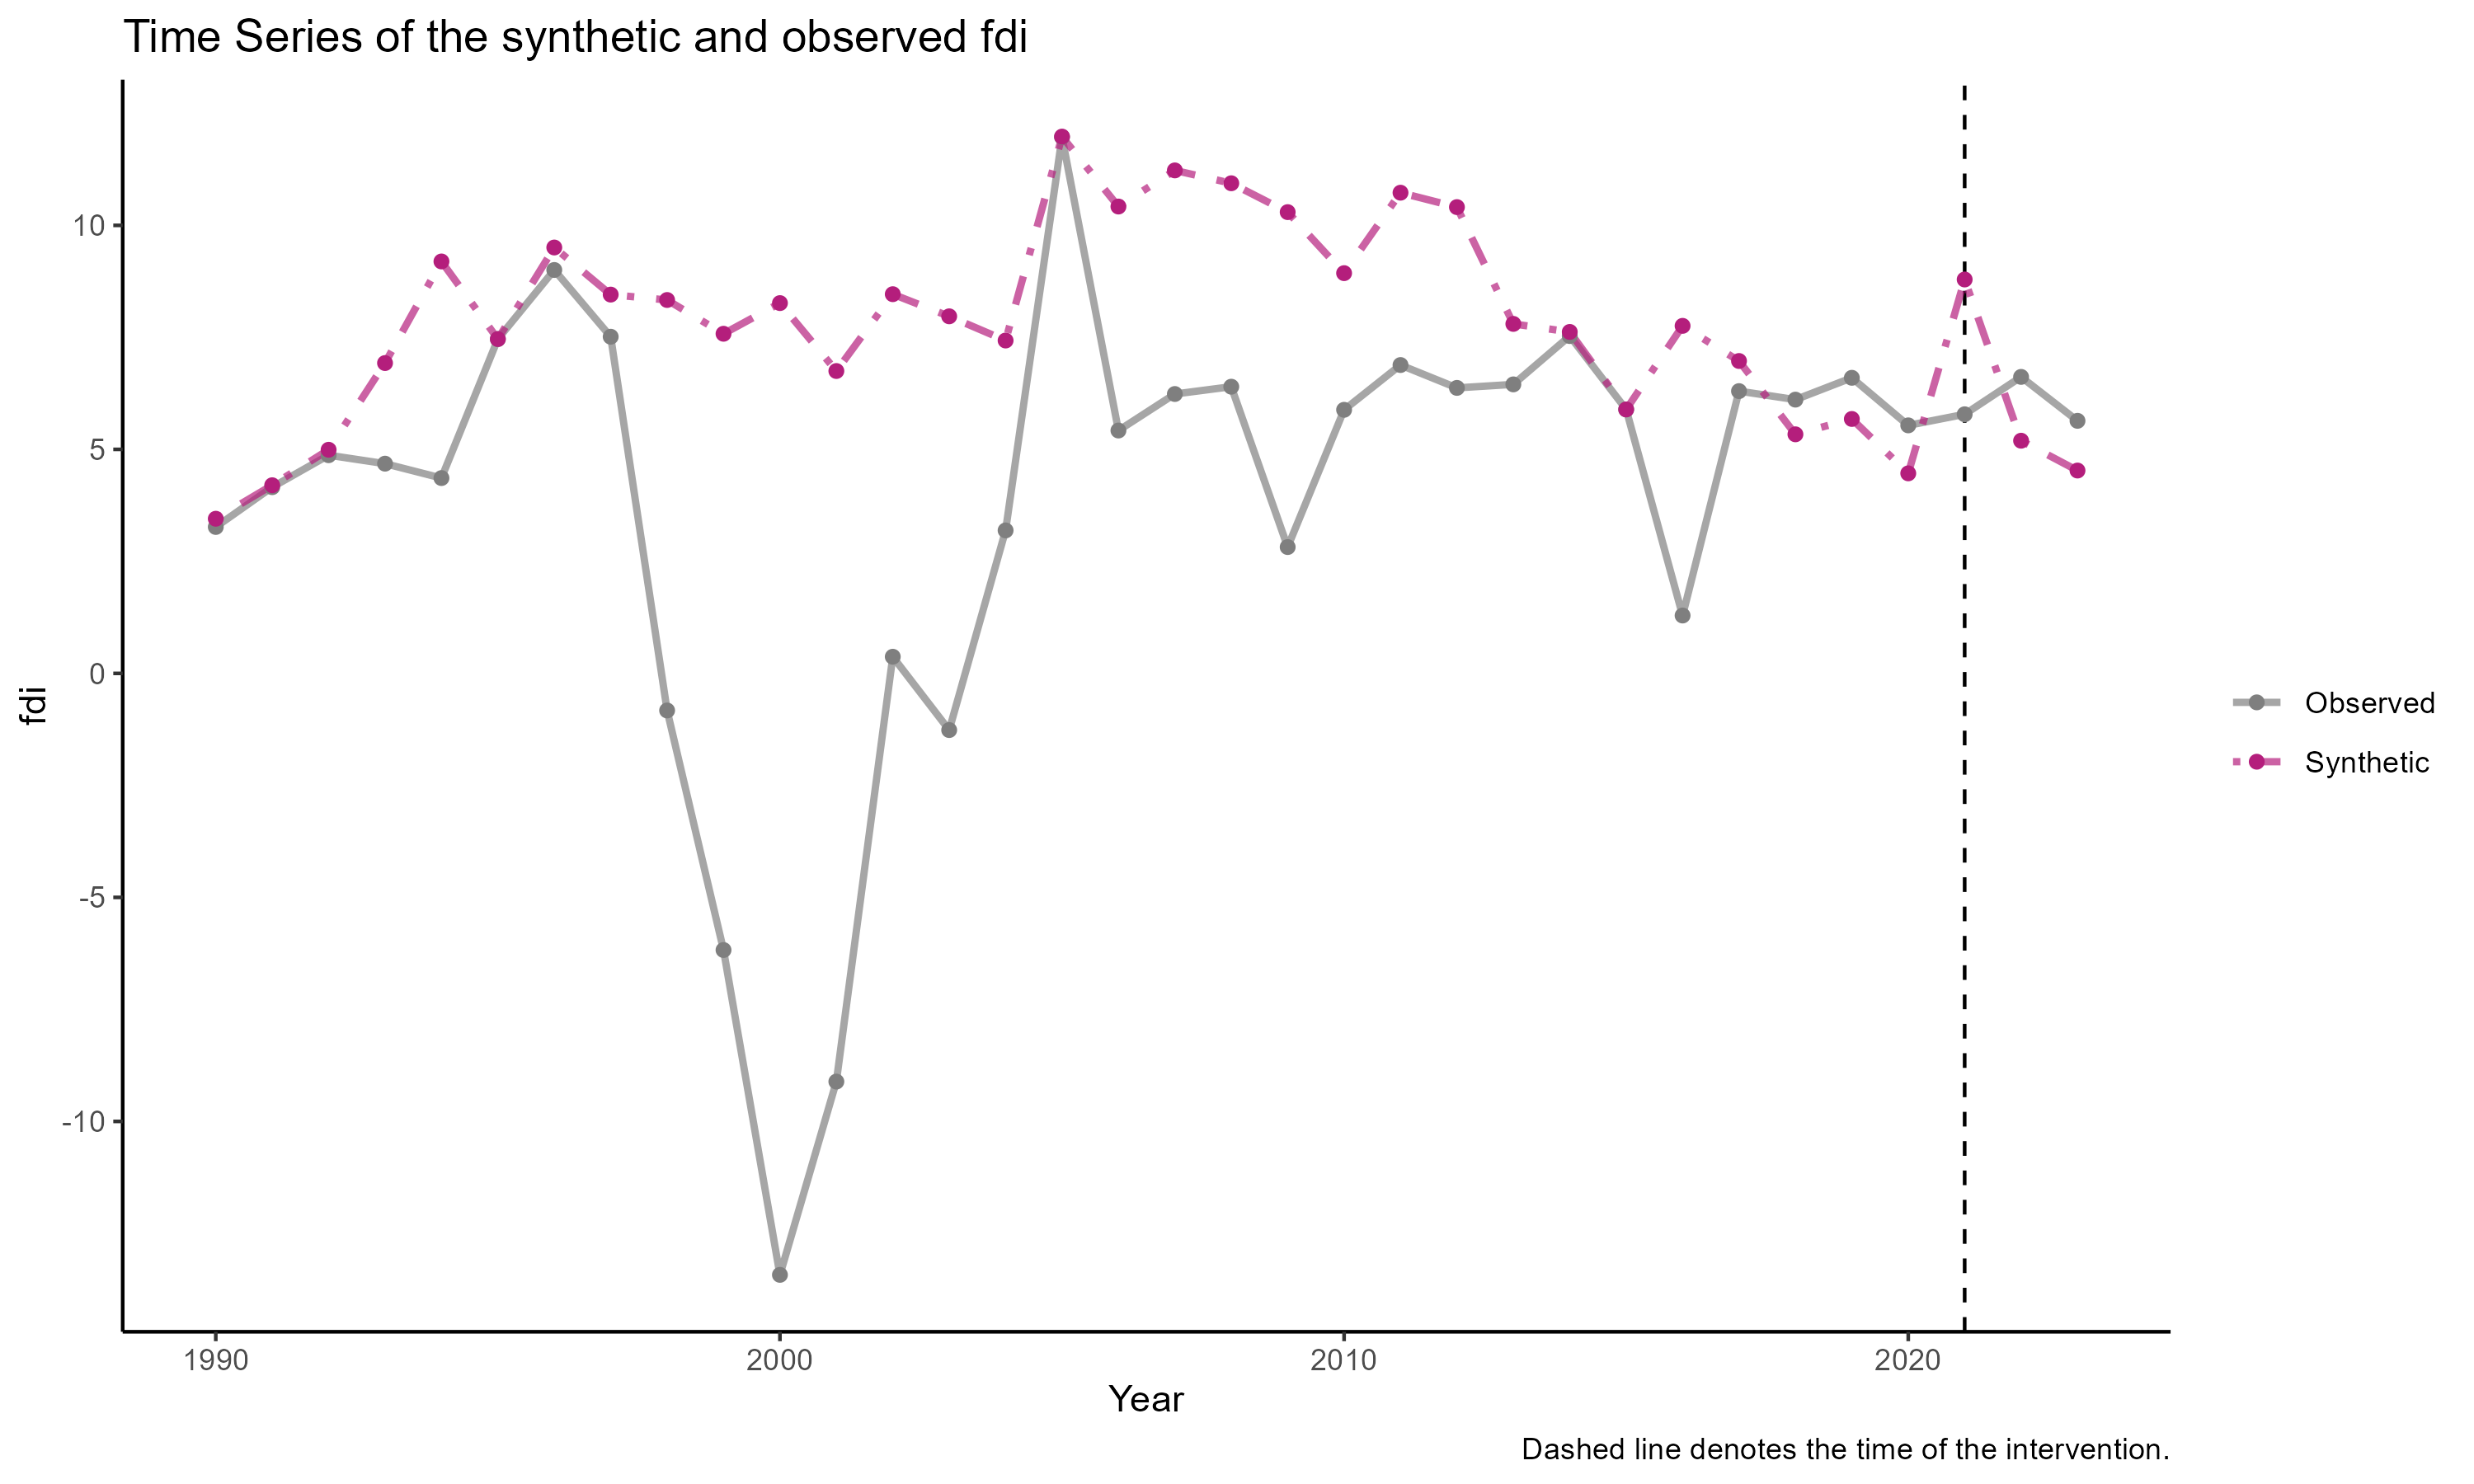 Time Series of the synthetic and observed fdi
fdi
10
5
0
-5
-10
1990
2000
2010
2020
Year
Observed
Synthetic
Dashed line denotes the time of the intervention.